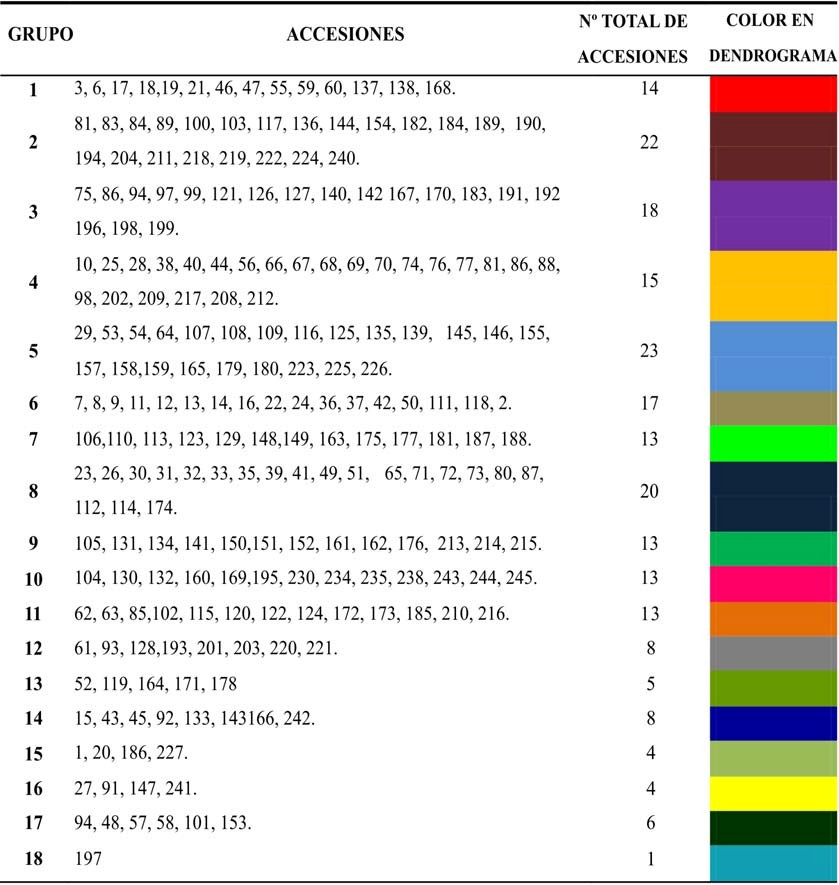 GRUPO ACCESIONES Nº TOTAL DE ACCESIONES COLOR EN DENDROGRAMA
1 3, 6, 17, 18,19, 21, 46, 47, 55, 59, 60, 137, 138, 168. 14
2 81, 83, 84, 89, 100, 103, 117, 136, 144, 154, 182, 184, 189, 190, 22
194, 204, 211, 218, 219, 222, 224, 240.
3 75, 86, 94, 97, 99, 121, 126, 127, 140, 142 167, 170, 183, 191, 192 18
196, 198, 199.
4 10, 25, 28, 38, 40, 44, 56, 66, 67, 68, 69, 70, 74, 76, 77, 81, 86, 88, 15
98, 202, 209, 217, 208, 212.
5 29, 53, 54, 64, 107, 108, 109, 116, 125, 135, 139, 145, 146, 155, 23
157, 158,159, 165, 179, 180, 223, 225, 226.
6 7, 8, 9, 11, 12, 13, 14, 16, 22, 24, 36, 37, 42, 50, 111, 118, 2. 17
7 106,110, 113, 123, 129, 148,149, 163, 175, 177, 181, 187, 188. 13
8 23, 26, 30, 31, 32, 33, 35, 39, 41, 49, 51, 65, 71, 72, 73, 80, 87, 20
112, 114, 174.
9 105, 131, 134, 141, 150,151, 152, 161, 162, 176, 213, 214, 215. 13
10 104, 130, 132, 160, 169,195, 230, 234, 235, 238, 243, 244, 245. 13
11 62, 63, 85,102, 115, 120, 122, 124, 172, 173, 185, 210, 216. 13
12 61, 93, 128,193, 201, 203, 220, 221. 8
13 52, 119, 164, 171, 178 5
14 15, 43, 45, 92, 133, 143166, 242. 8
15 1, 20, 186, 227. 4
16 27, 91, 147, 241. 4
17 94, 48, 57, 58, 101, 153. 6
18 197 1